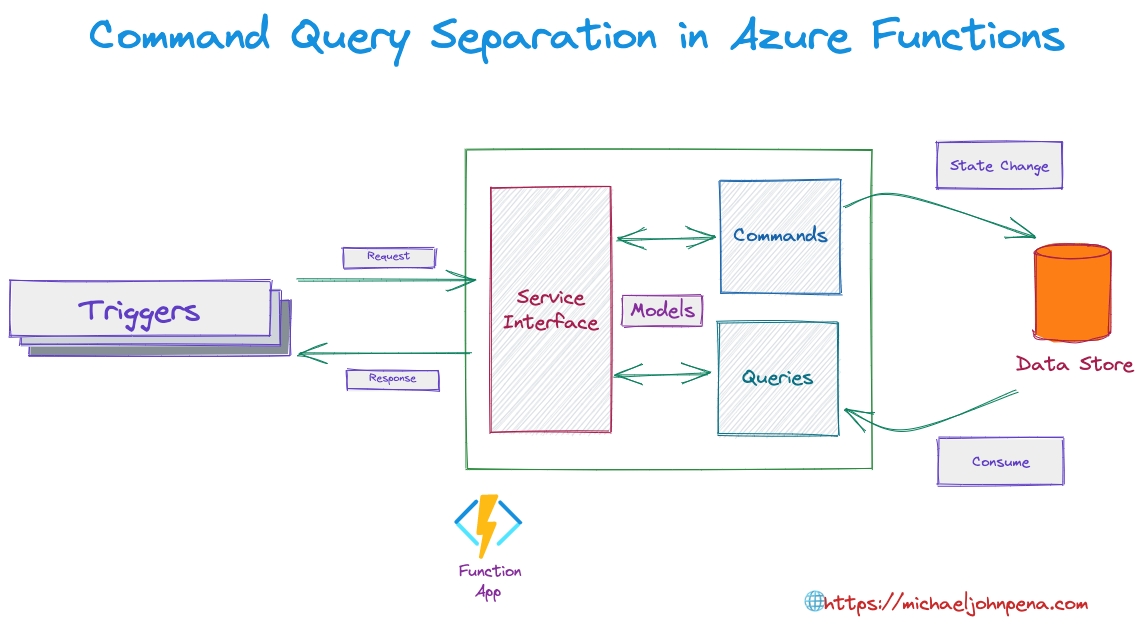 Command Query Separation in Azure Functions
State Change
Commands
Request
Service
Interface
Models
Triggers
Data Store
Response
Queries
Consume
Function
App
https://michaeljohnpena.com